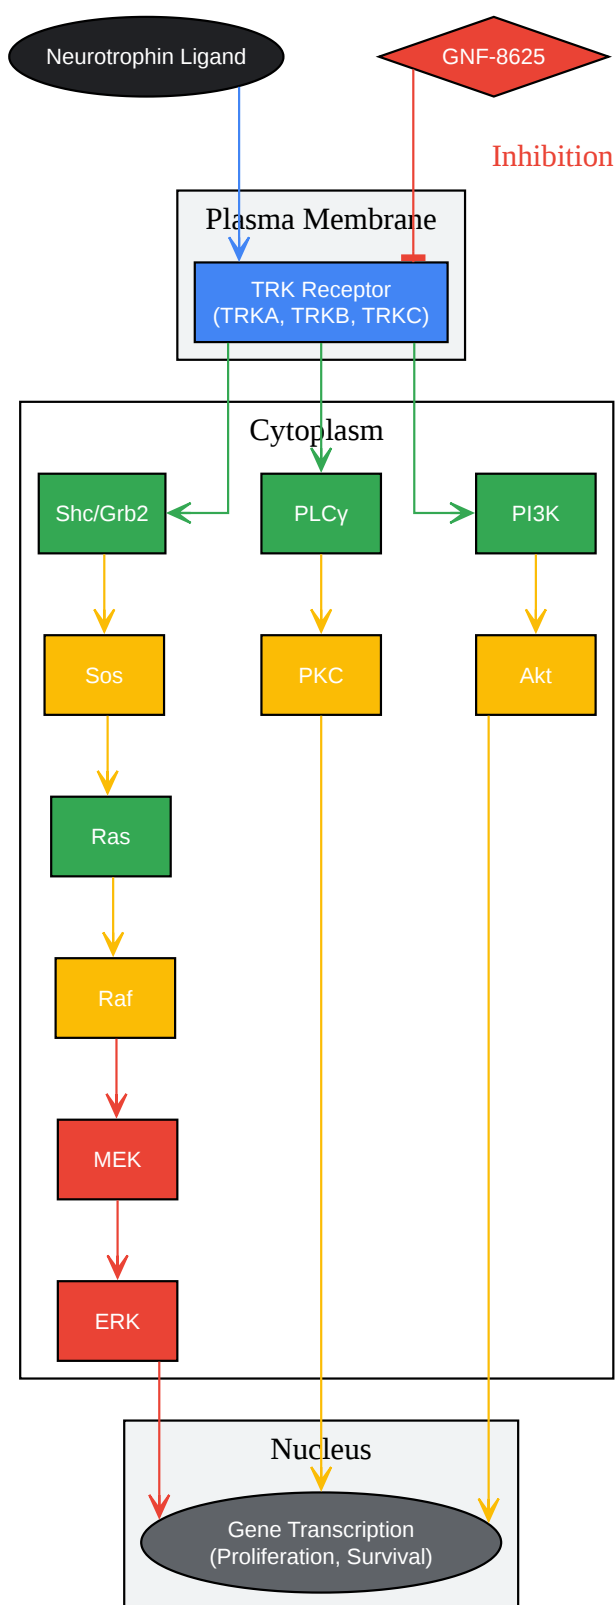 Neurotrophin Ligand
GNF-8625
Inhibition
Plasma Membrane
TRK Receptor
(TRKA, TRKB, TRKC)
Cytoplasm
Shc/Grb2
PLCγ
PI3K
Sos
PKC
Akt
Ras
Raf
MEK
ERK
Nucleus
Gene Transcription
(Proliferation, Survival)